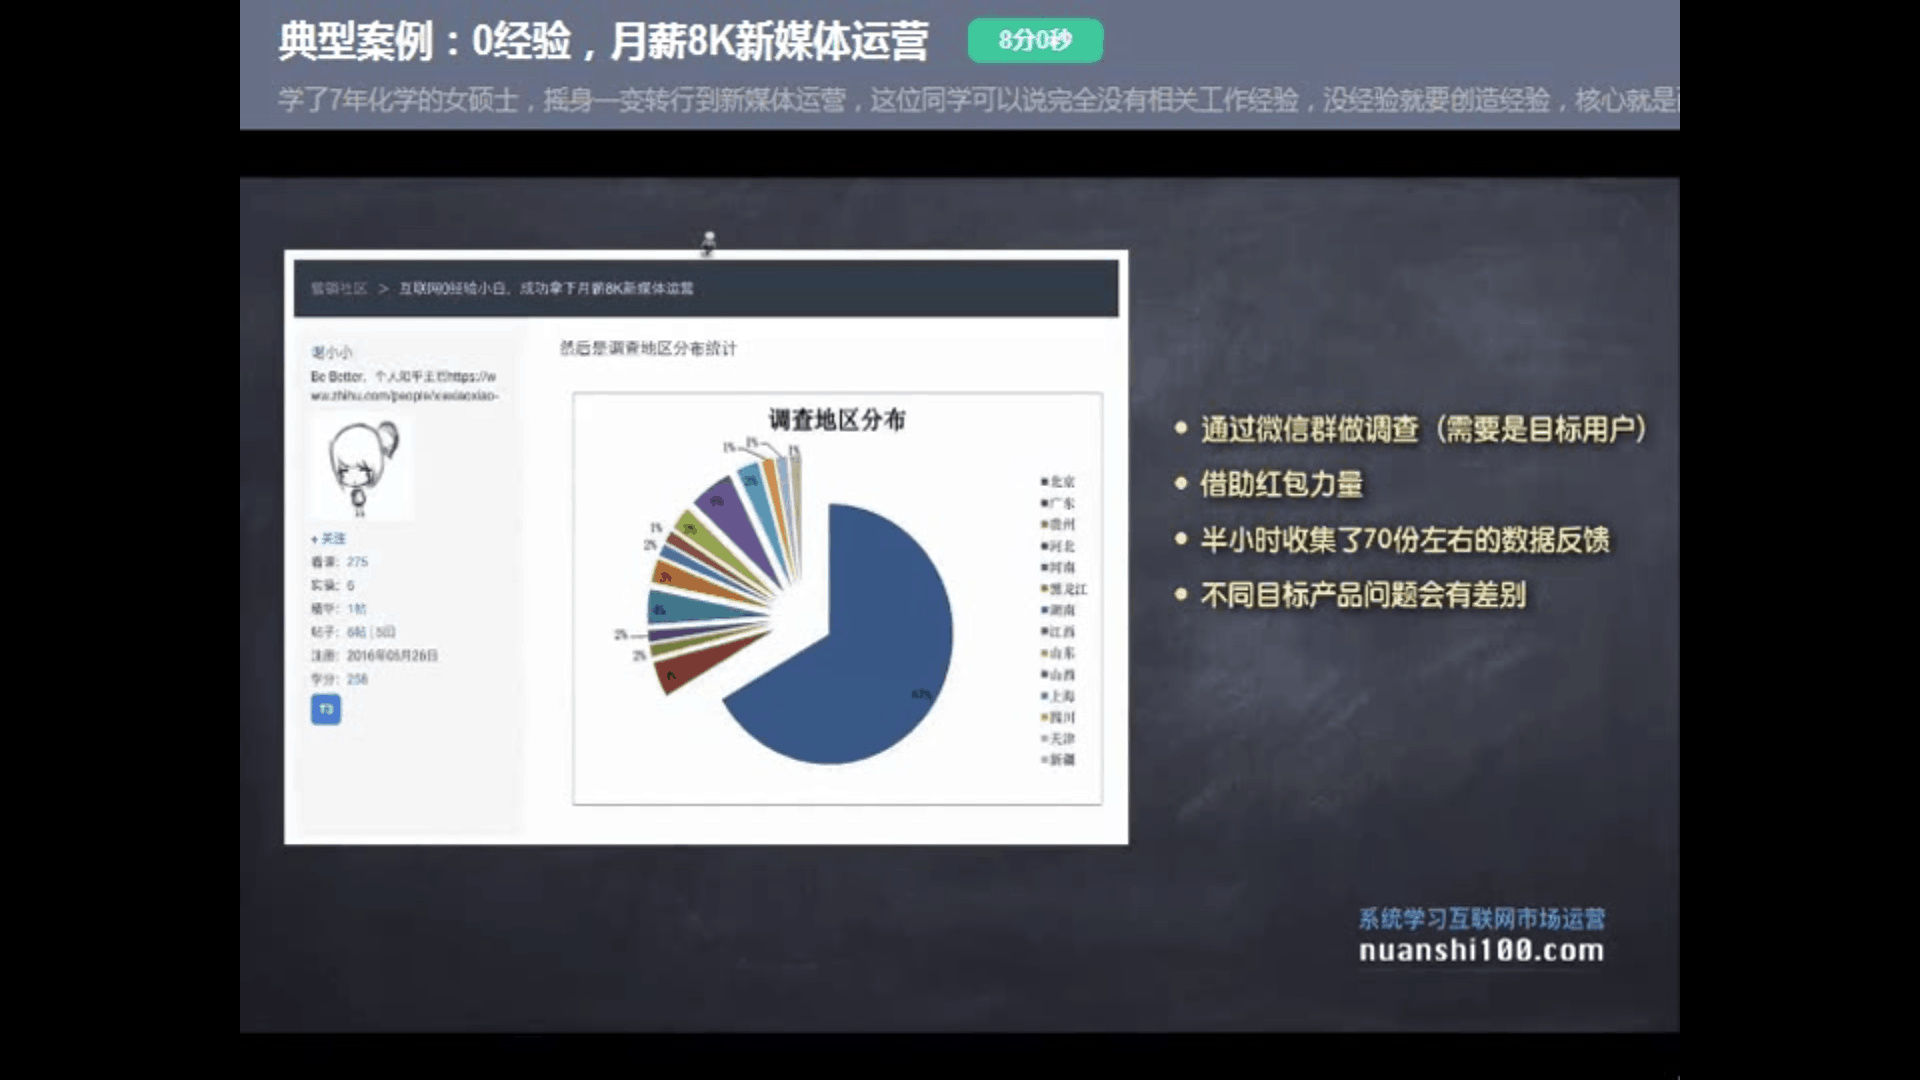 典型案例：0经验，月薪8K新媒体运营
8分0秒
学了7年化学的女硕士，摇身一变转行到新媒体运营，这位同学可以说完全没有相关工作经验，没经验就要创造经验，核心就是
营销社区 > 互联网0经验小白，成功拿下月薪8K新媒体运营
谢小小
Be Better，个人知乎主页https://w
ww.zhihu.com/people/xiexiaoxiao-
+ 关注
看课：275
实操：6
精华：1帖
帖子：6帖
注册：2016年05月26日
学分：256
T3
然后是调查地区分布统计
调查地区分布
1%
1%
1%
3%
1%
2%
3%
4%
2%
2%
北京
广东
贵州
河北
河南
黑龙江
湖南
江西
山东
山西
上海
四川
天津
新疆
通过微信群做调查（需要是目标用户）
借助红包力量
半小时收集了70份左右的数据反馈
不同目标产品问题会有差别
系统学习互联网市场运营
nuanshi100.com